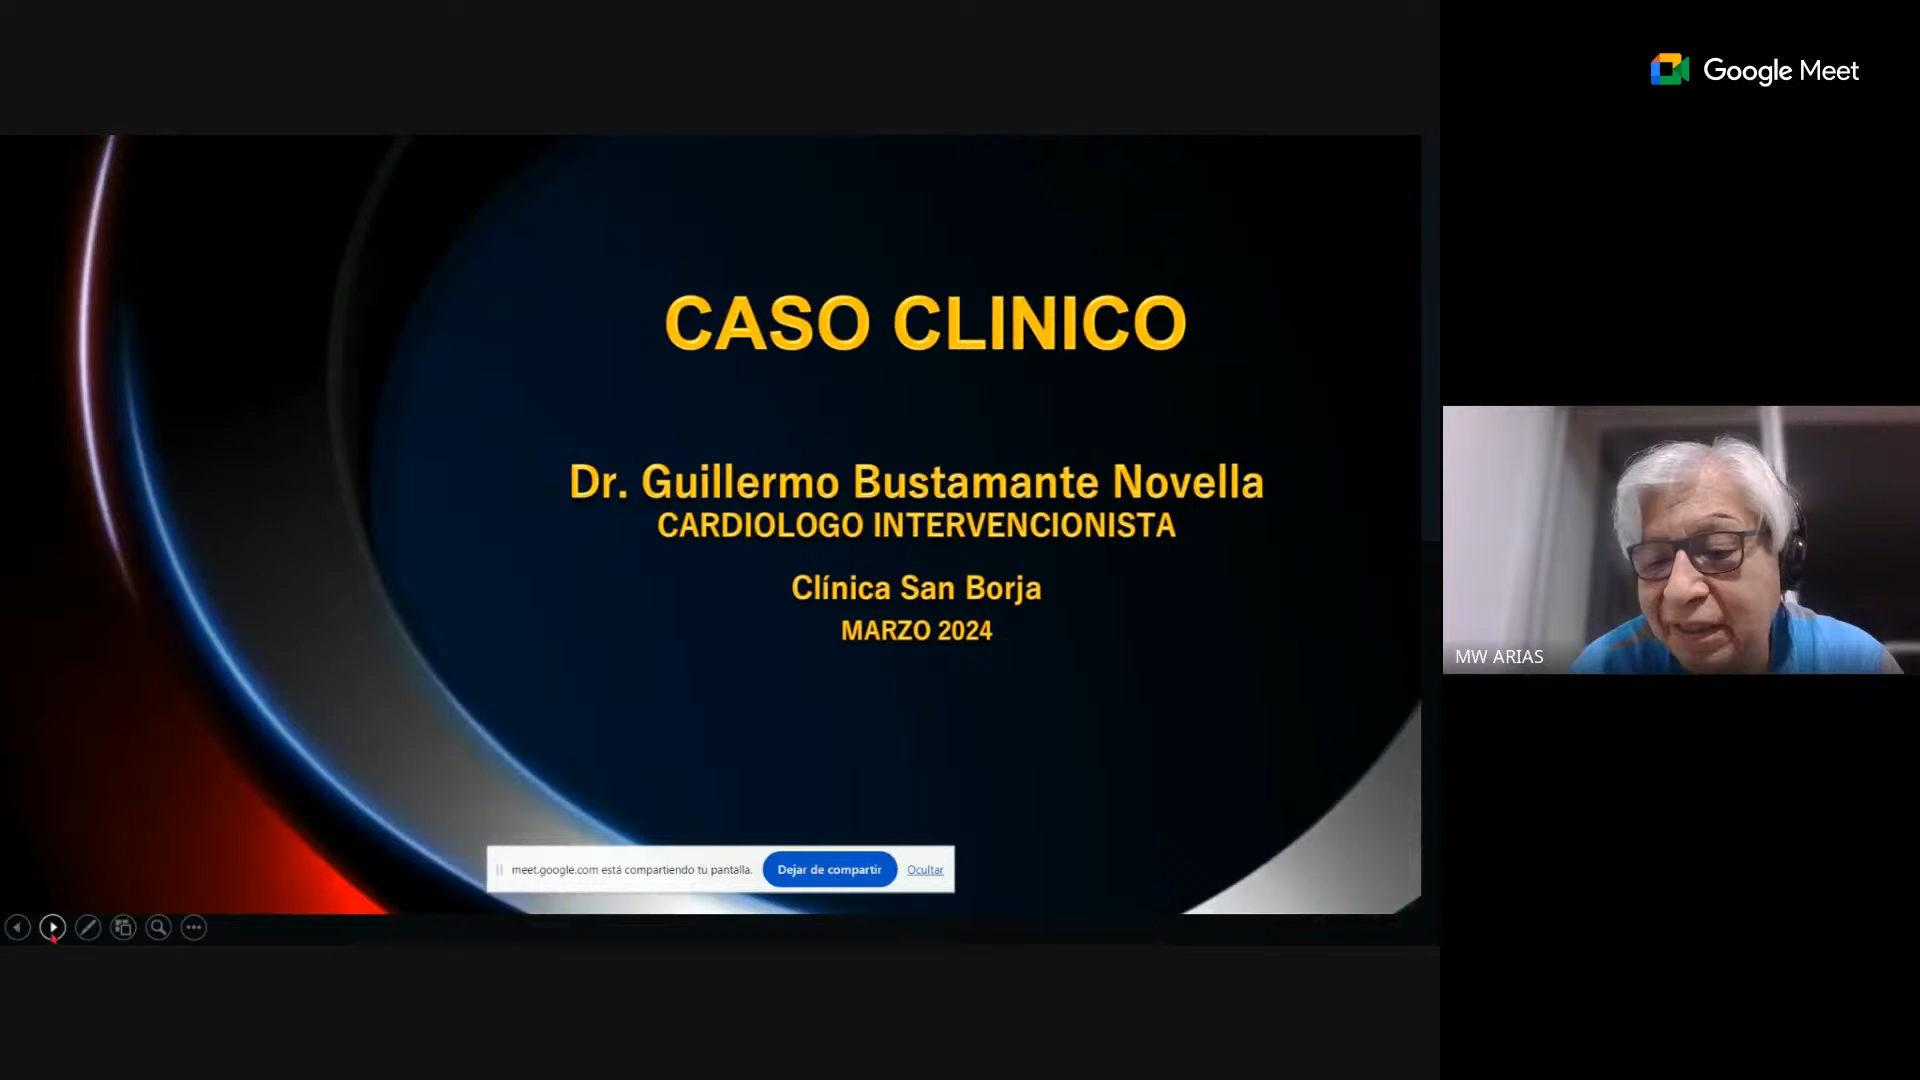 Google Meet
CASO CLINICO
Dr. Guillermo Bustamante Novella
CARDIOLOGO INTERVENCIONISTA
Clínica San Borja
MARZO 2024
MW ARIAS
meet.google.com está compartiendo tu pantalla. Dejar de compartir Ocultar